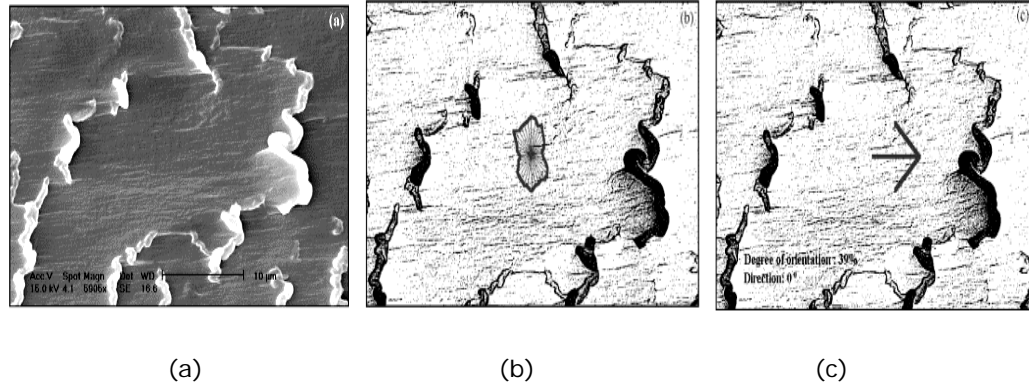 (a)
(b)
(c)
Acc.V Spot Magn Det WD 10 µm
15.0 kV 4.1 5905x SE 16.6
Degree of orientation : 39%
Direction: 0°
(a) (b) (c)